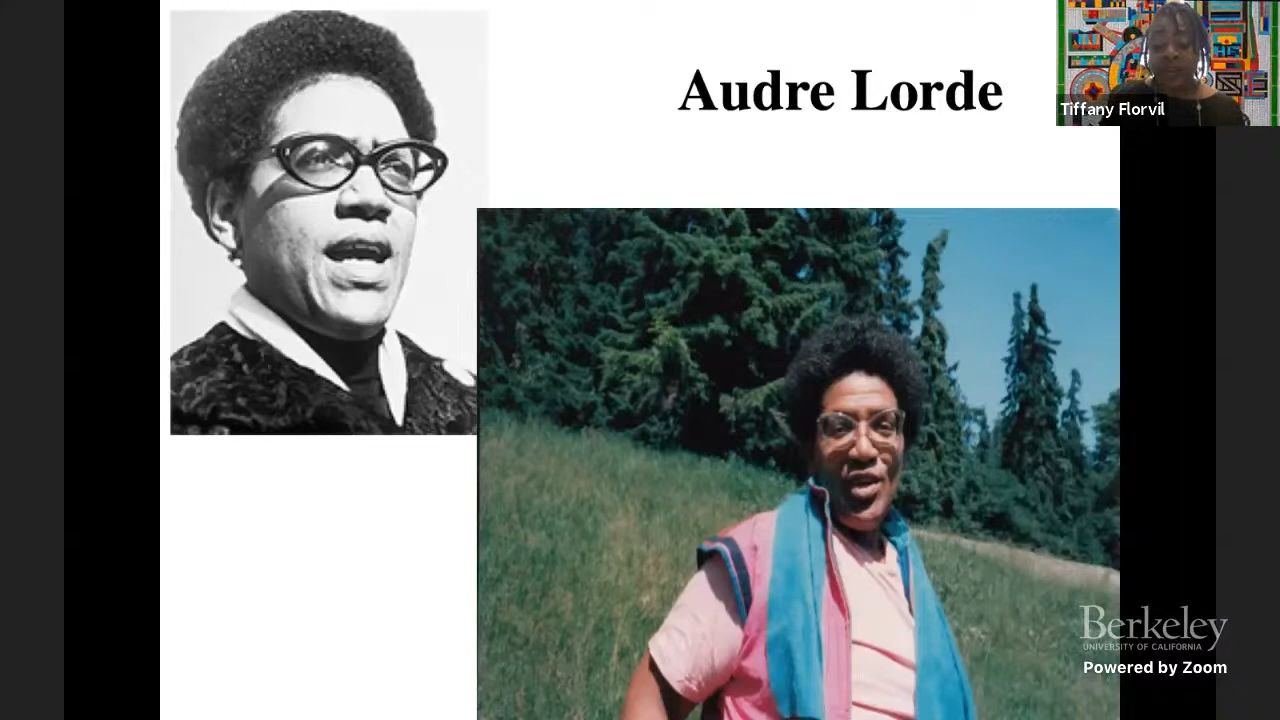 Audre Lorde
Tiffany Florvil
Berkeley
UNIVERSITY OF CALIFORNIA
Powered by Zoom